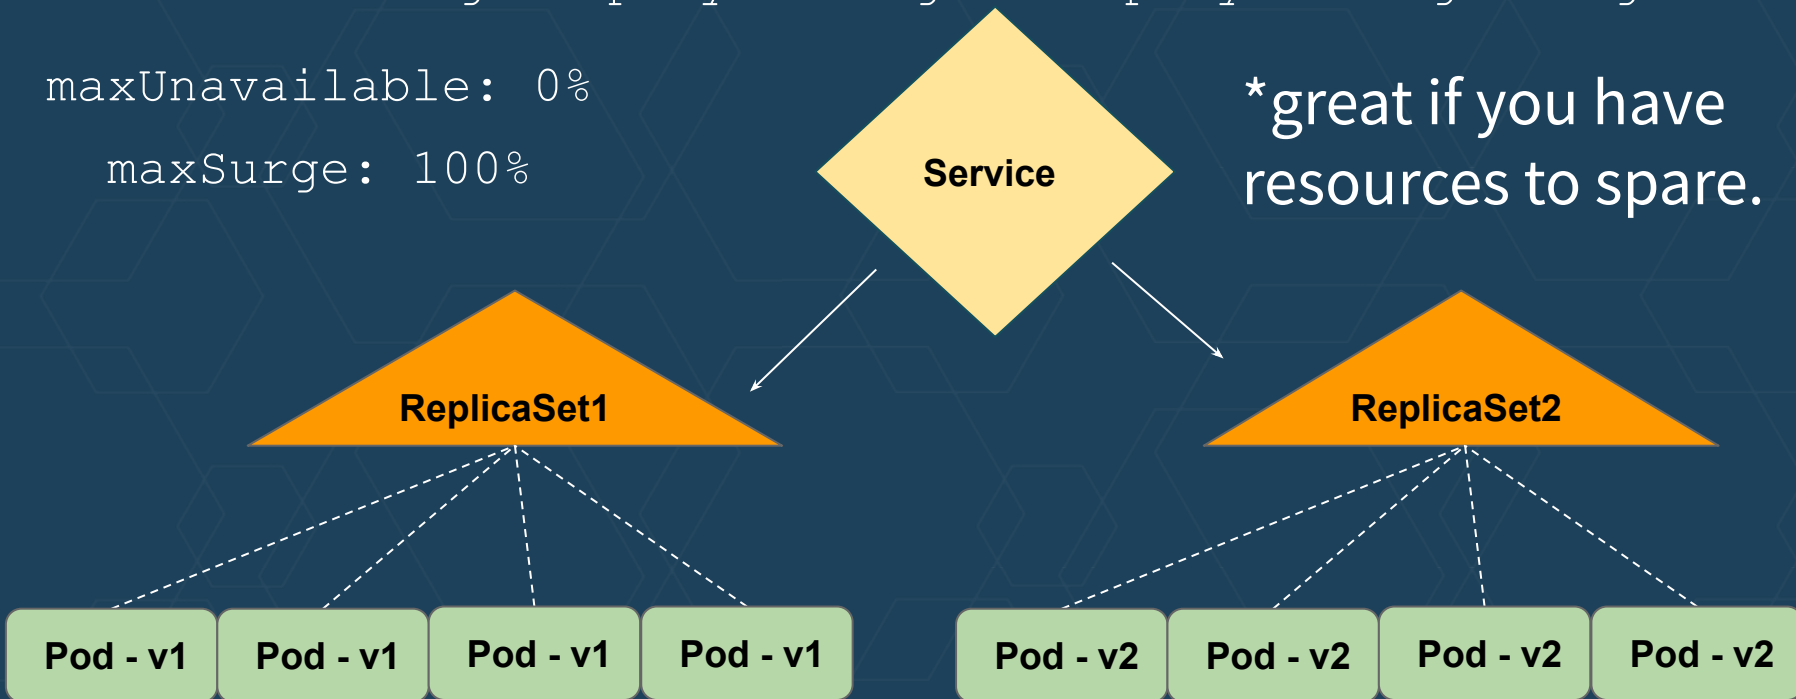 maxUnavailable: 0%
maxSurge: 100%
Service
*great if you have
resources to spare.
ReplicaSet1
ReplicaSet2
Pod - v1
Pod - v1
Pod - v1
Pod - v1
Pod - v2
Pod - v2
Pod - v2
Pod - v2